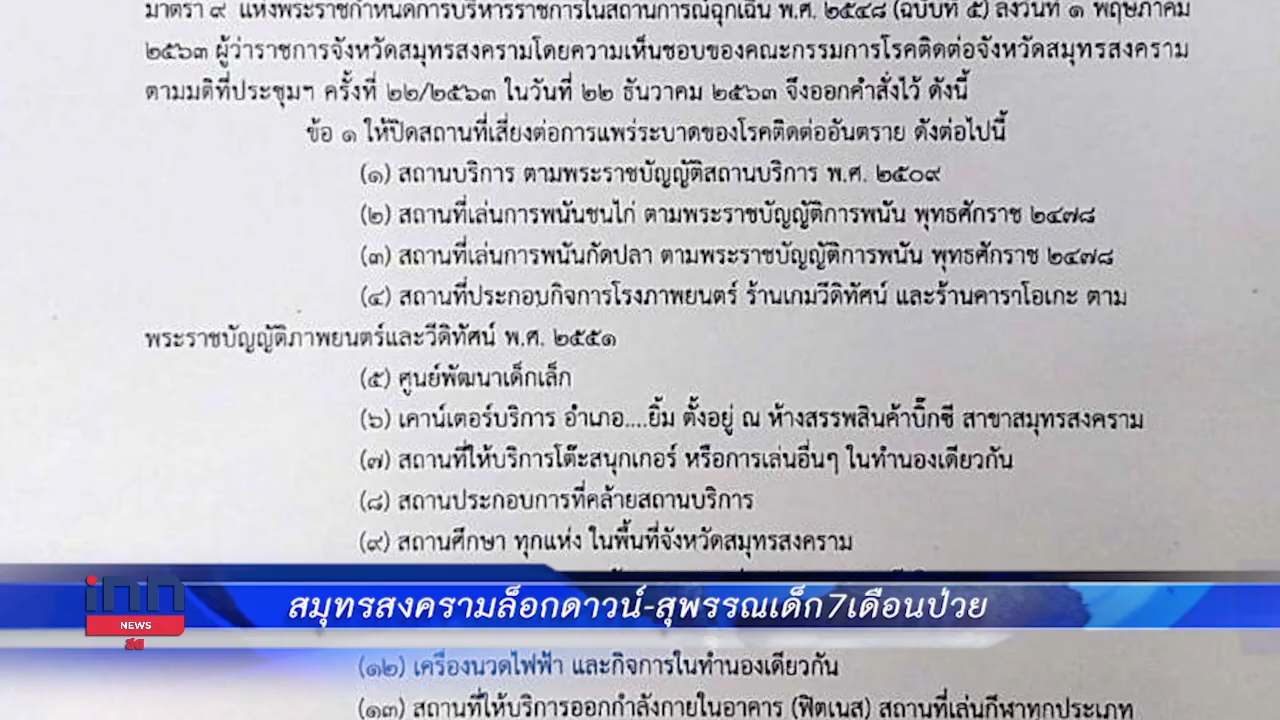 มาตรา ๙ แห่งพระราชกำหนดการบริหารราชการในสถานการณ์ฉุกเฉิน พ.ศ. ๒๕๔๘ (ฉบับที่ ๕) ลงวันที่ ๑ พฤษภาคม
๒๕๖๓ ผู้ว่าราชการจังหวัดสมุทรสงครามโดยความเห็นชอบของคณะกรรมการโรคติดต่อจังหวัดสมุทรสงคราม
ตามมติที่ประชุมฯ ครั้งที่ ๒๒/๒๕๖๓ ในวันที่ ๒๒ ธันวาคม ๒๕๖๓ จึงออกคำสั่งไว้ ดังนี้
ข้อ ๑ ให้ปิดสถานที่เสี่ยงต่อการแพร่ระบาดของโรคติดต่ออันตราย ดังต่อไปนี้
(๑) สถานบริการ ตามพระราชบัญญัติสถานบริการ พ.ศ. ๒๕๐๙
(๒) สถานที่เล่นการพนันชนไก่ ตามพระราชบัญญัติการพนัน พุทธศักราช ๒๔๗๘
(๓) สถานที่เล่นการพนันกัดปลา ตามพระราชบัญญัติการพนัน พุทธศักราช ๒๔๗๘
(๔) สถานที่ประกอบกิจการโรงภาพยนตร์ ร้านเกมวีดิทัศน์ และร้านคาราโอเกะ ตาม
พระราชบัญญัติภาพยนตร์และวีดิทัศน์ พ.ศ. ๒๕๕๑
(๕) ศูนย์พัฒนาเด็กเล็ก
(๖) เคาน์เตอร์บริการ อำเภอ....ยิ้ม ตั้งอยู่ ณ ห้างสรรพสินค้าบิ๊กซี สาขาสมุทรสงคราม
(๗) สถานที่ให้บริการโต๊ะสนุกเกอร์ หรือการเล่นอื่นๆ ในทำนองเดียวกัน
(๘) สถานประกอบการที่คล้ายสถานบริการ
(๙) สถานศึกษา ทุกแห่ง ในพื้นที่จังหวัดสมุทรสงคราม
inn
NEWS
สมุทรสงครามล็อกดาวน์-สุพรรณเด็ก7เดือนป่วย
(๑๒) เครื่องนวดไฟฟ้า และกิจการในทำนองเดียวกัน
(๑๓) สถานที่ให้บริการออกกำลังกายในอาคาร (ฟิตเนส) สถานที่เล่นกีฬาทุกประเภท